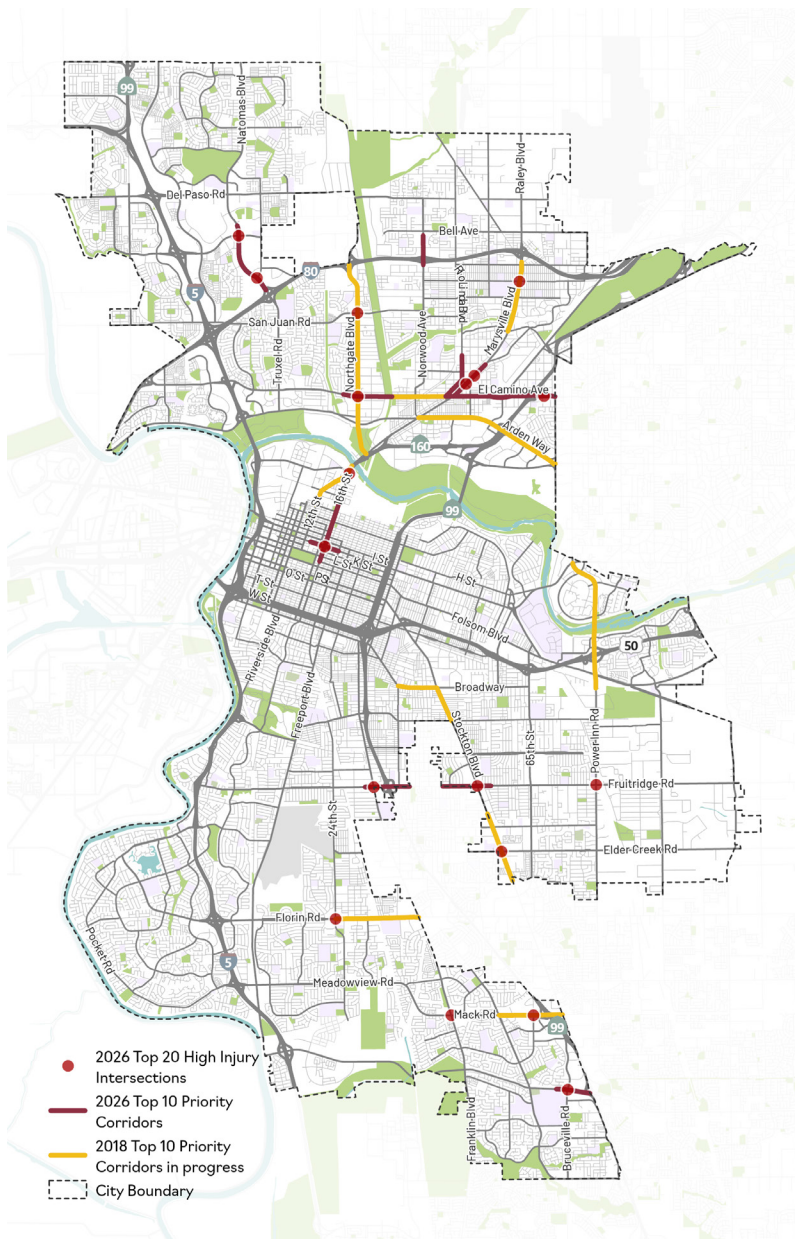 99
Natomas Blvd
Raley Blvd
Del Paso Rd
Bell Ave
80
5
Marysville Blvd
San Juan Rd
Northgate Blvd
Norwood Ave
Truxel Rd
El Camino Ave
Arden Way
160
16th St
12th St
99
I St
K St
L St
H St
Q St
P St
T St
W St
Folsom Blvd
50
Riverside Blvd
Freeport Blvd
Broadway
Stockton Blvd
65th St
Power Inn Rd
Fruitridge Rd
24th St
Elder Creek Rd
Florin Rd
Pocket Rd
5
Meadowview Rd
Mack Rd
99
Franklin Blvd
Bruceville Rd
2026 Top 20 High Injury
Intersections
2026 Top 10 Priority
Corridors
2018 Top 10 Priority
Corridors in progress
City Boundary